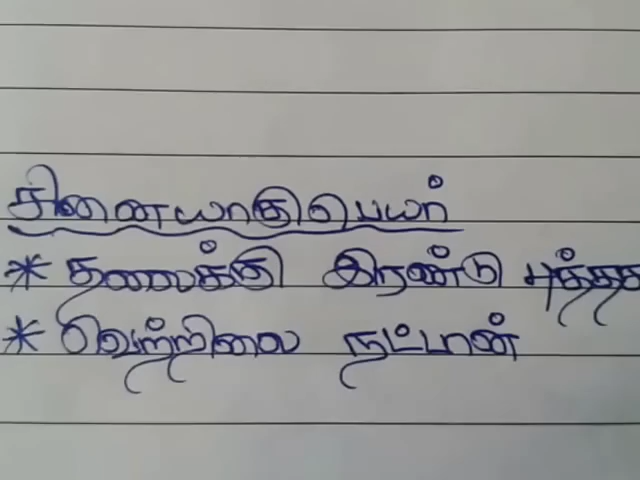 சினையாகுபெயர்
* தலைக்கு இரண்டு
* வெற்றிலை நட்டான்